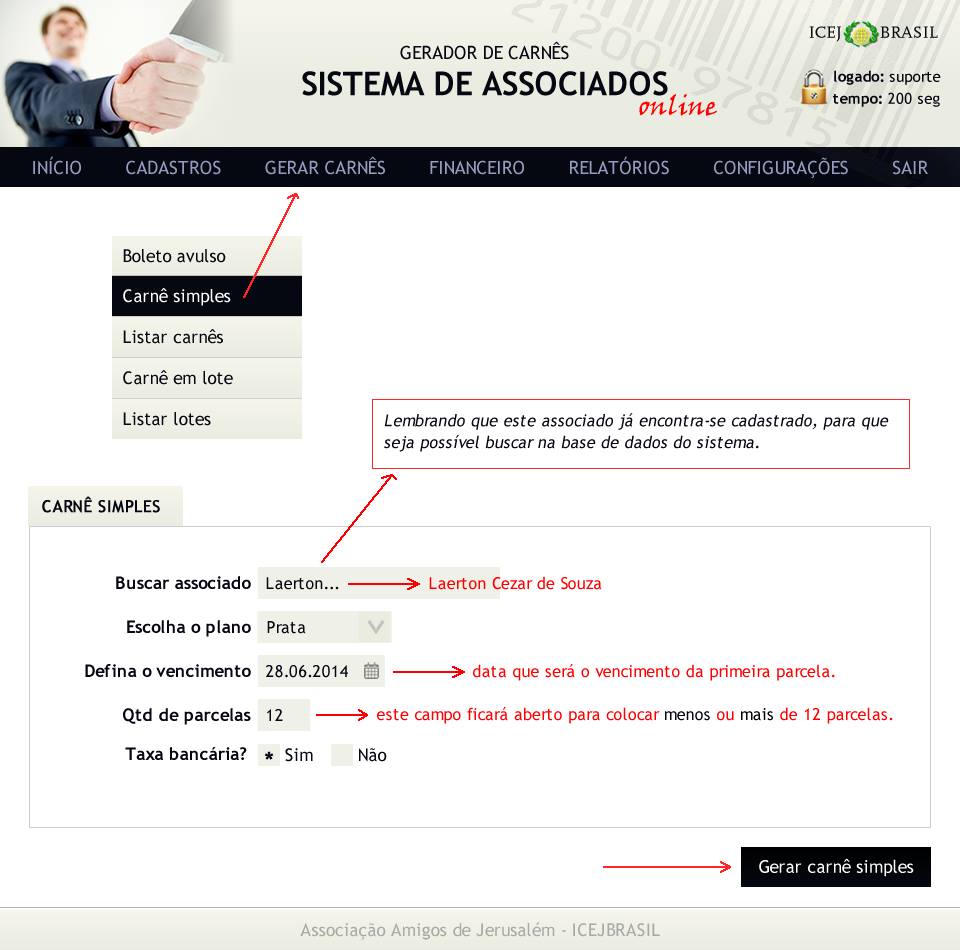 GERADOR DE CARNÊS
SISTEMA DE ASSOCIADOS
online
ICEJ BRASIL
logado: suporte
tempo: 200 seg
21200 97815
INÍCIO CADASTROS GERAR CARNÊS FINANCEIRO RELATÓRIOS CONFIGURAÇÕES SAIR
Boleto avulso
Carnê simples
Listar carnês
Carnê em lote
Listar lotes
Lembrando que este associado já encontra-se cadastrado, para que
seja possível buscar na base de dados do sistema.
CARNÊ SIMPLES
Buscar associado Laerton... Laerton Cezar de Souza
Escolha o plano Prata
Defina o vencimento 28.06.2014 data que será o vencimento da primeira parcela.
Qtd de parcelas 12 este campo ficará aberto para colocar menos ou mais de 12 parcelas.
Taxa bancária? * Sim Não
Gerar carnê simples
Associação Amigos de Jerusalém - ICEJBRASIL